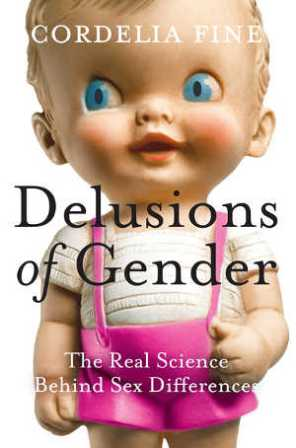 CORDELIA FINE
Delusions
of Gender
The Real Science
Behind Sex Differences